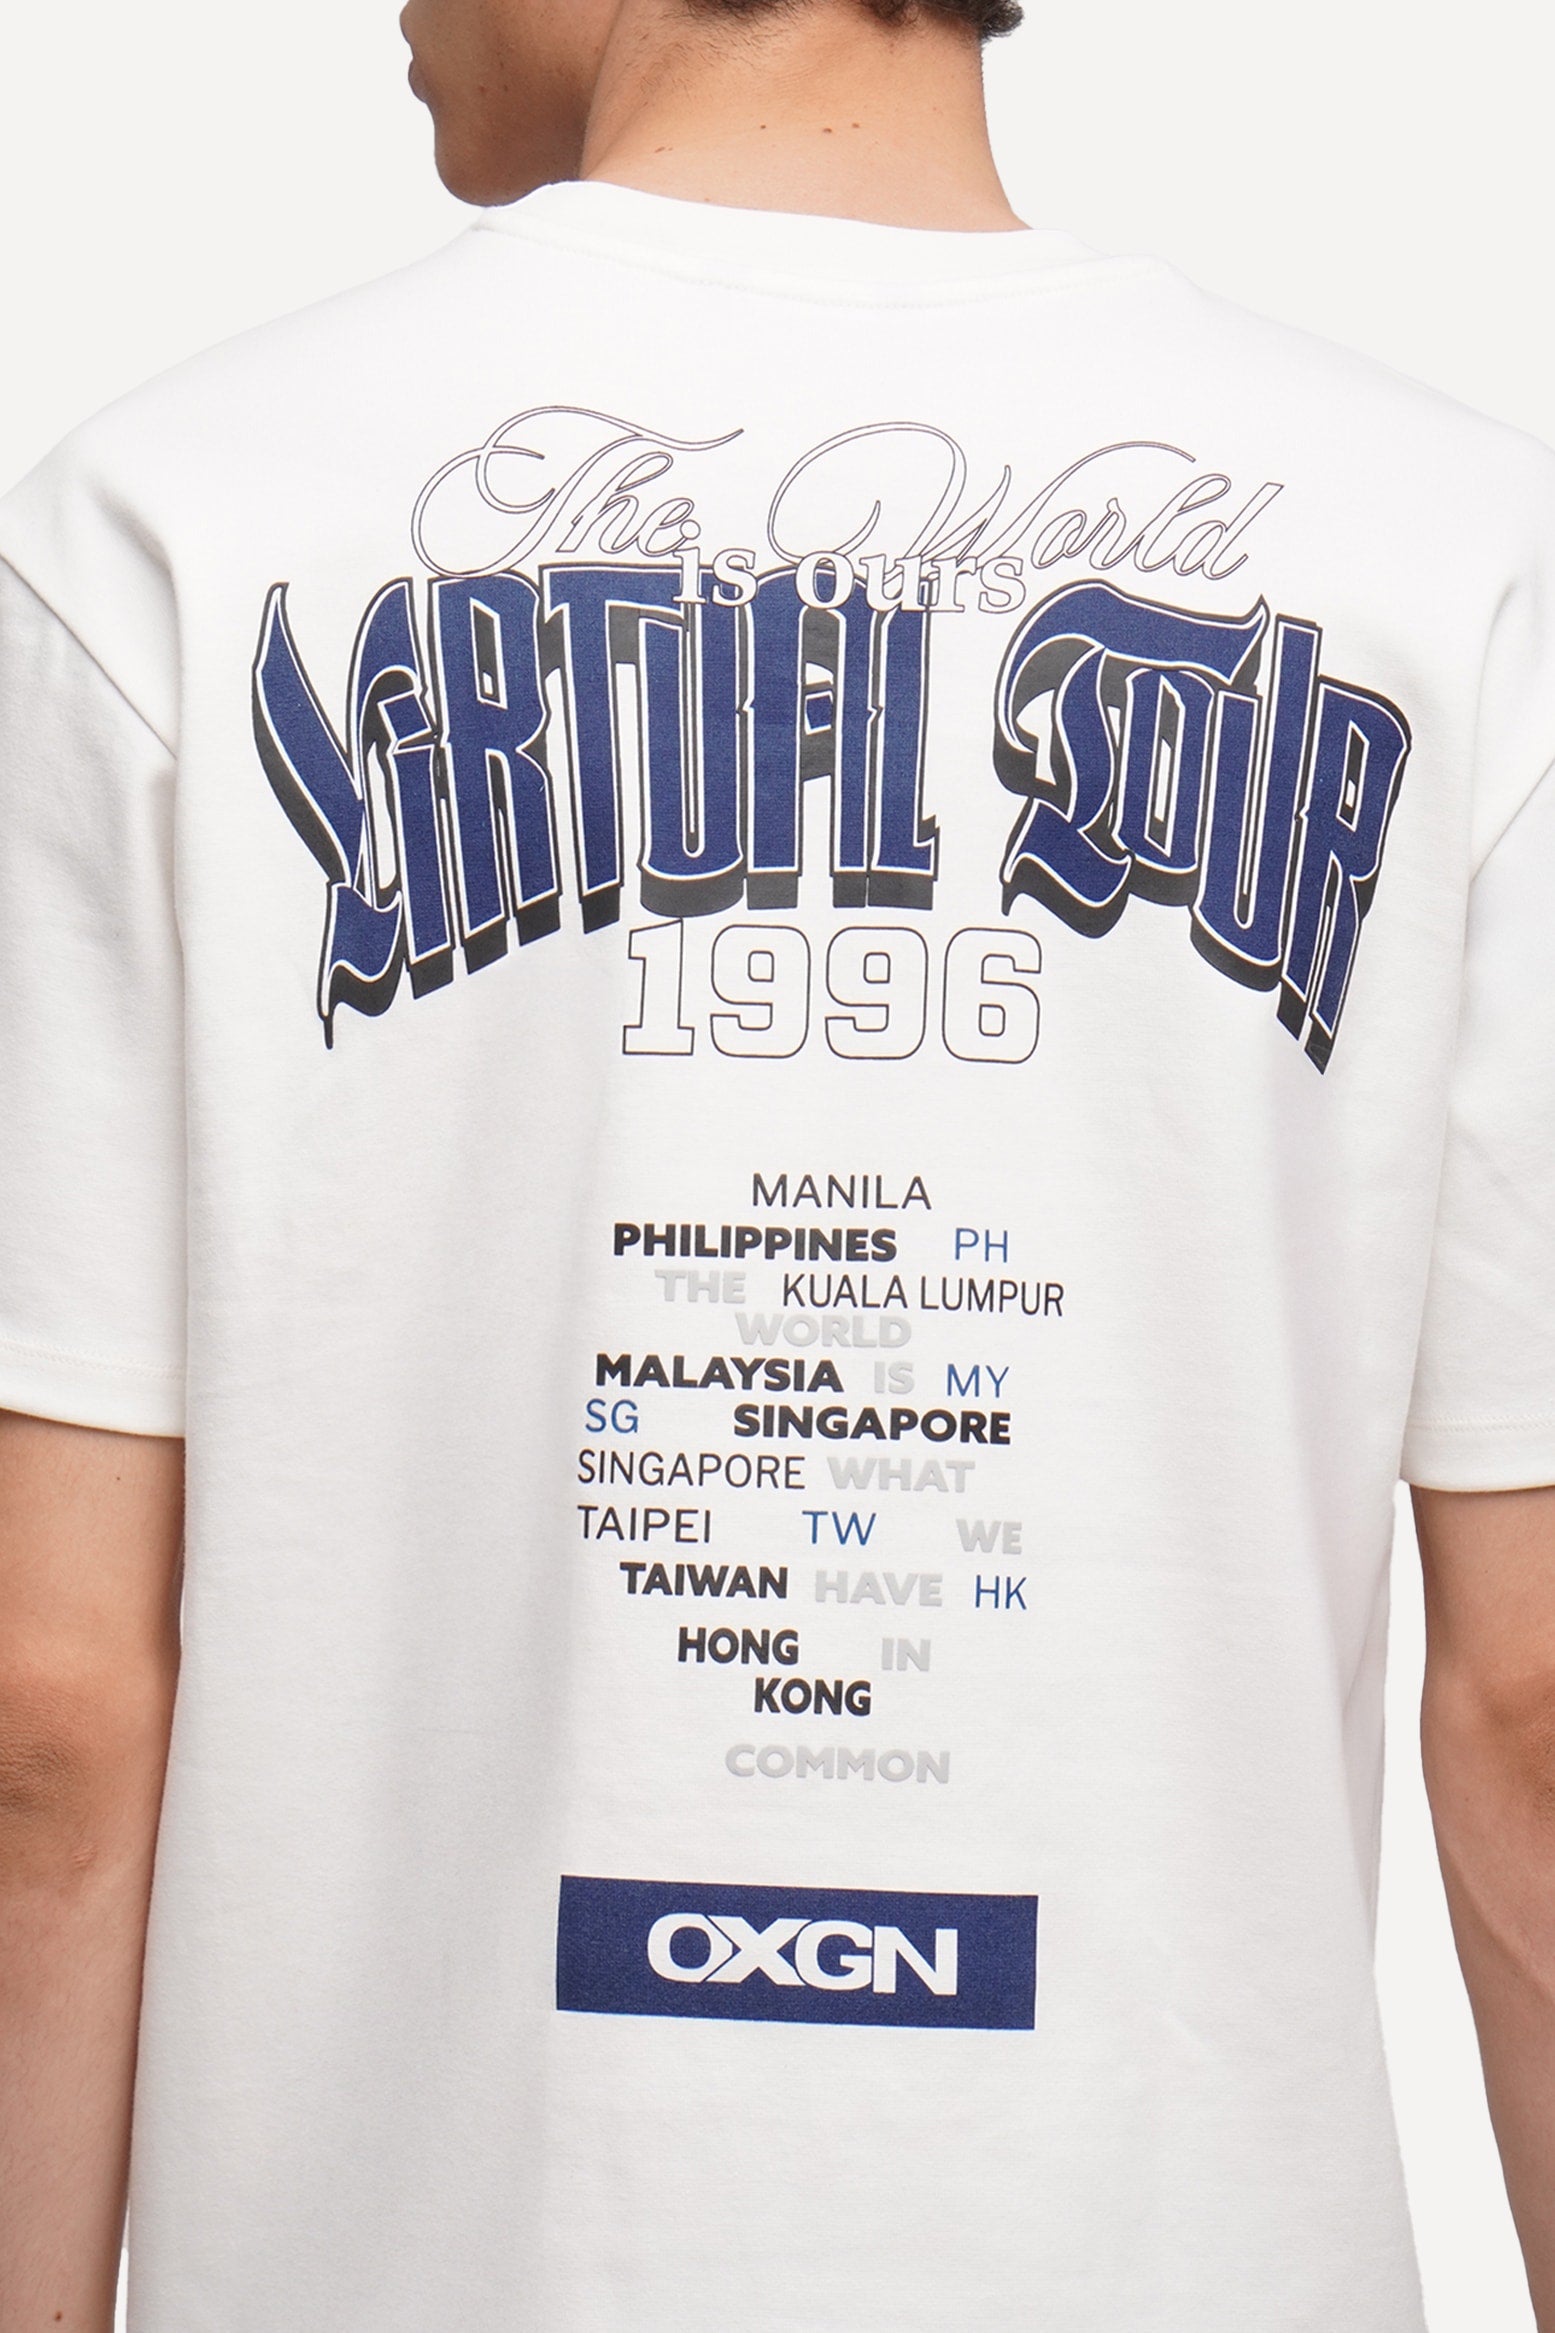 The World
is ours
VIRTUAL TOUR
1996
MANILA
PHILIPPINES PH
THE KUALA LUMPUR
WORLD
MALAYSIA IS MY
SG SINGAPORE
SINGAPORE WHAT
TAIPEI TW WE
TAIWAN HAVE HK
HONG IN
KONG
COMMON
OXGN